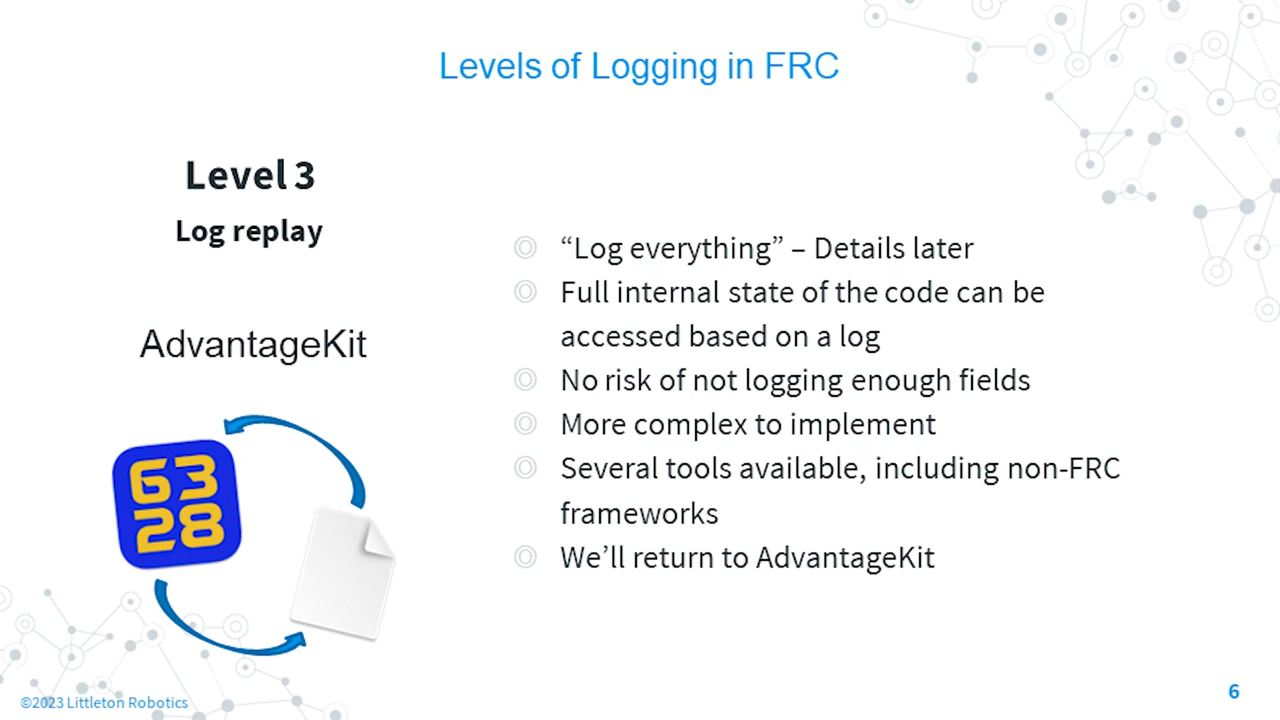 Levels of Logging in FRC
Level 3
Log replay
AdvantageKit
63
28
◎ “Log everything” – Details later
◎ Full internal state of the code can be
accessed based on a log
◎ No risk of not logging enough fields
◎ More complex to implement
◎ Several tools available, including non-FRC
frameworks
◎ We’ll return to AdvantageKit
©2023 Littleton Robotics
6